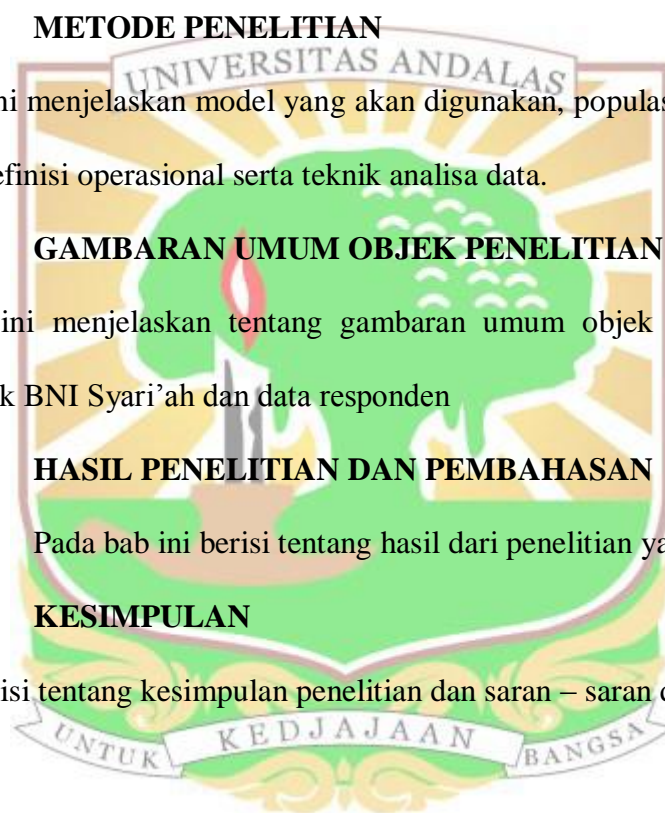 METODE PENELITIAN
UNIVERSITAS ANDALAS
ni menjelaskan model yang akan digunakan, populas
efinisi operasional serta teknik analisa data.
GAMBARAN UMUM OBJEK PENELITIAN
ini menjelaskan tentang gambaran umum objek
k BNI Syari’ah dan data responden
HASIL PENELITIAN DAN PEMBAHASAN
Pada bab ini berisi tentang hasil dari penelitian ya
KESIMPULAN
isi tentang kesimpulan penelitian dan saran – saran
UNTUK KEDJAJAAN BANGSA